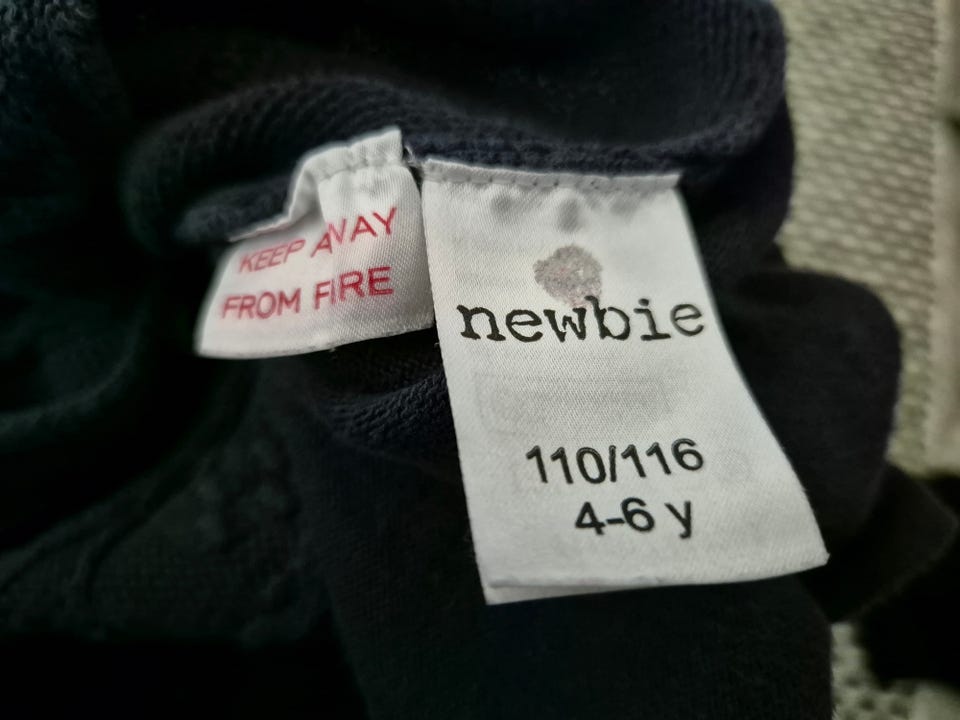 KEEP AWAY
FROM FIRE
newbie
110/116
4-6 y